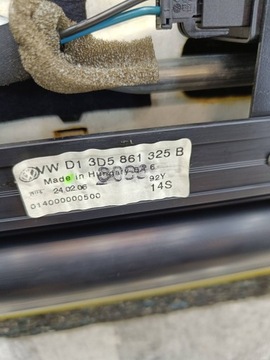 VW D1 3D5 861 325 B
Made in Hungary
24.02.06 92Y
14S
014000000500